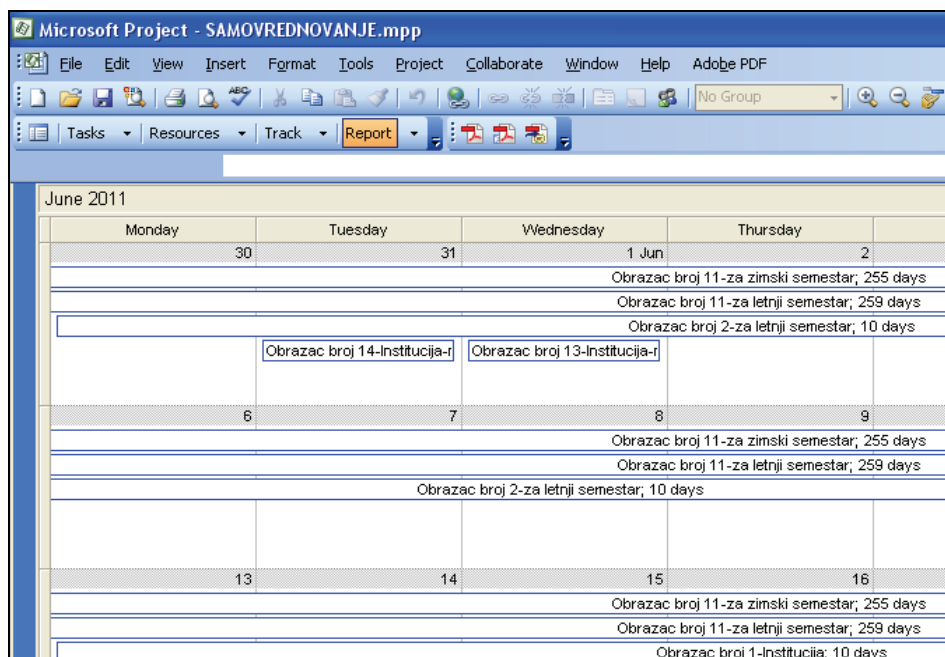 Microsoft Project - SAMOVREDNOVANJE.mpp
File Edit View Insert Format Tools Project Collaborate Window Help Adobe PDF
ABC No Group
Tasks Resources Track Report
June 2011
Monday Tuesday Wednesday Thursday
30 31 1 Jun 2
Obrazac broj 11-za zimski semestar; 255 days
Obrazac broj 11-za letnji semestar; 259 days
Obrazac broj 2-za letnji semestar; 10 days
Obrazac broj 14-Institucija-r Obrazac broj 13-Institucija-r
6 7 8 9
Obrazac broj 11-za zimski semestar; 255 days
Obrazac broj 11-za letnji semestar; 259 days
Obrazac broj 2-za letnji semestar; 10 days
13 14 15 16
Obrazac broj 11-za zimski semestar; 255 days
Obrazac broj 11-za letnji semestar; 259 days
Obrazac broj 1-Institucija; 10 days